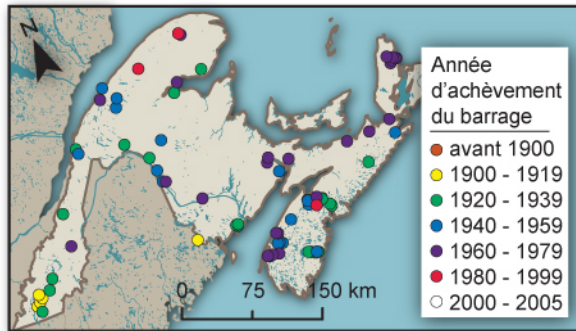 N
Année
d'achèvement
du barrage
avant 1900
1900 - 1919
1920 - 1939
1940 - 1959
1960 - 1979
1980 - 1999
2000 - 2005
0 75 150 km